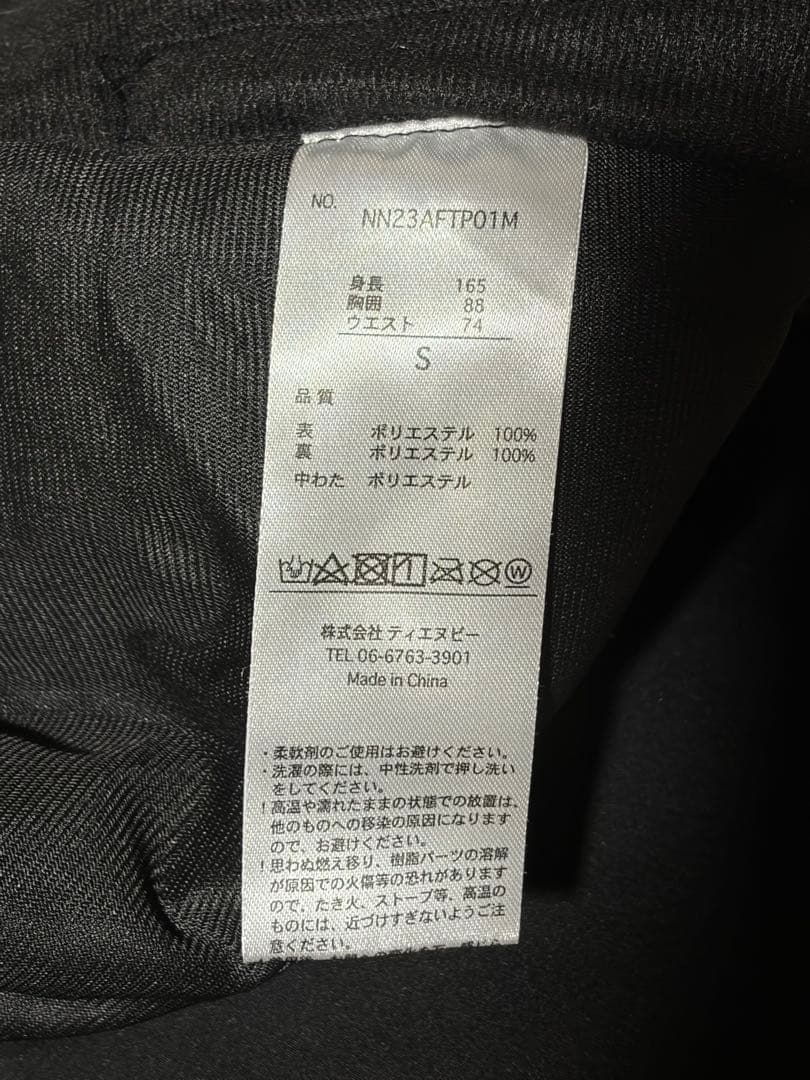 NO.
NN23AFTP01M
身長 165
胸囲 88
ウエスト 74
S
品質
表 ポリエステル 100%
裏 ポリエステル 100%
中わた ポリエステル
W
株式会社 ティエヌピー
TEL 06-6763-3901
Made in China
・柔軟剤のご使用はお避けください。
・洗濯の際には、中性洗剤で押し洗い
をしてください。
！高温や濡れたままの状態での放置は、
他のものへの移染の原因になります
ので、お避けください。
！思わぬ燃え移り、樹脂パーツの溶解
が原因での火傷等の恐れがあります
ので、たき火、ストーブ等、高温の
ものには、近づけすぎないようご注
意ください。